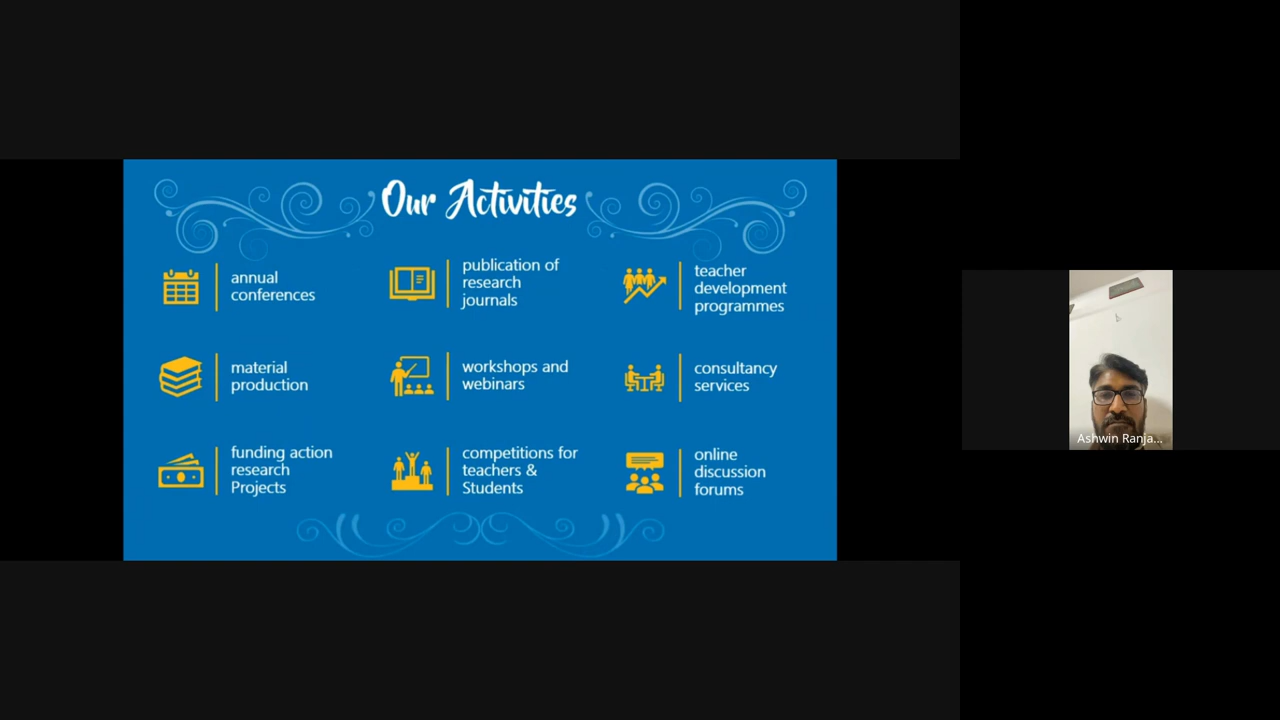 Our Activities
annual
conferences
publication of
research
journals
teacher
development
programmes
material
production
workshops and
webinars
consultancy
services
funding action
research
Projects
competitions for
teachers &
Students
online
discussion
forums
Ashwin Ranja...